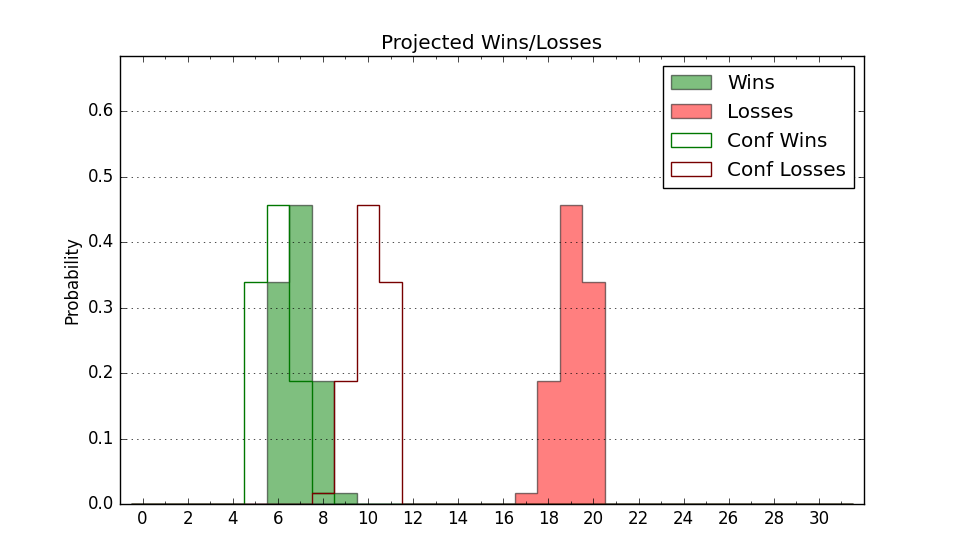 Projected Wins/Losses
Wins
Losses
Conf Wins
Conf Losses
Probability
0.6
0.5
0.4
0.3
0.2
0.1
0.0
0 2 4 6 8 10 12 14 16 18 20 22 24 26 28 30